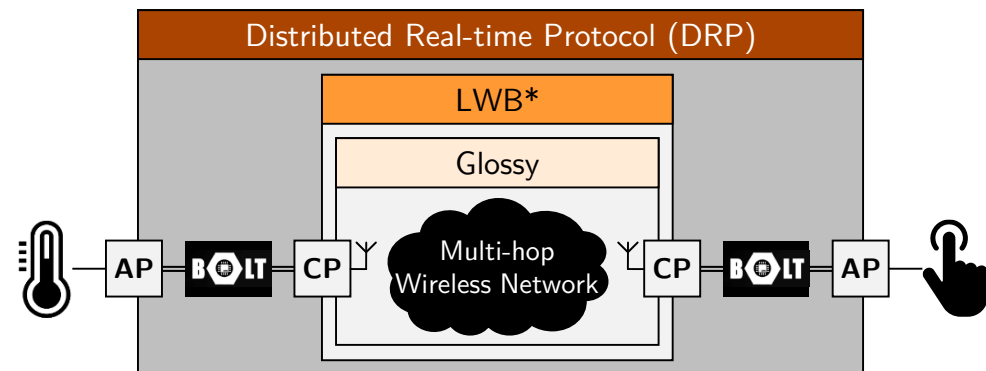 Distributed Real-time Protocol (DRP)
LWB*
Glossy
Multi-hop
Wireless Network
AP
BOLT
CP
CP
BOLT
AP